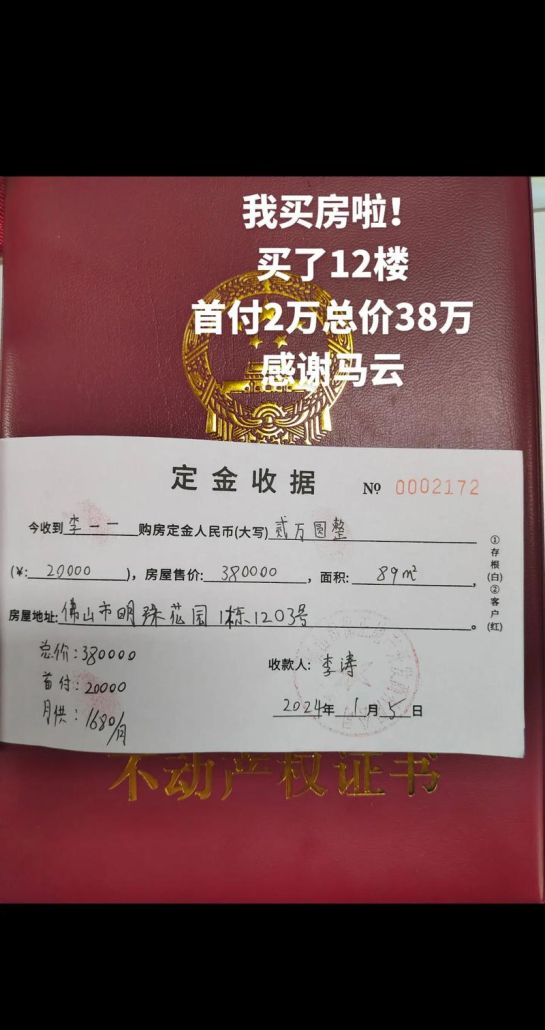 我买房啦！
买了12楼
首付2万总价38万
感谢马云
定金收据 № 0002172
今收到 李一一 购房定金人民币(大写) 贰万圆整
(¥: 20000 ), 房屋售价: 380000 , 面积: 89m² ,
房屋地址: 佛山市明珠花园1栋1203号 。
①存根(白)②客户(红)
总价: 380000
首付: 20000
月供: 1680/月
收款人: 李涛
2024年1月5日
不动产权证书